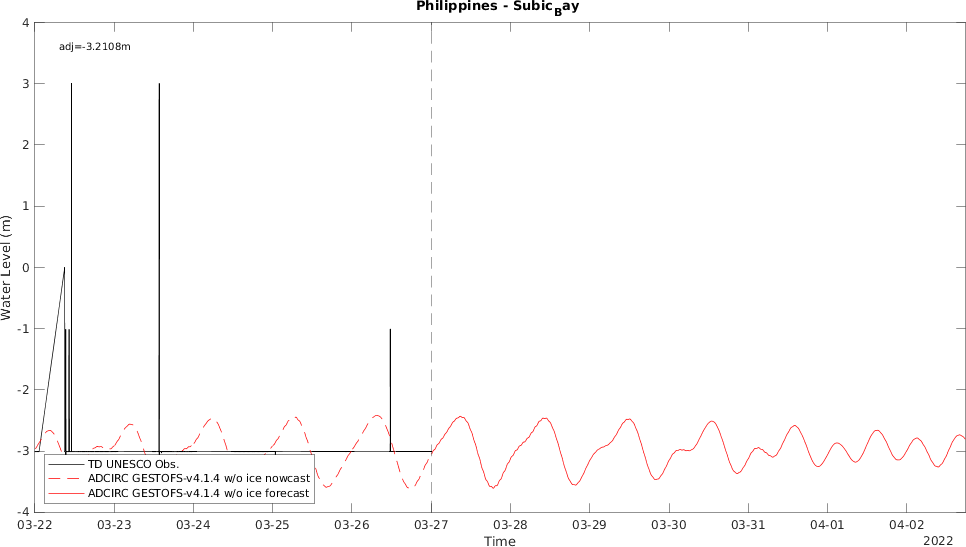 Philippines - Subic_Bay
adj=-3.2108m
Water Level (m)
4
3
2
1
0
-1
-2
-3
-4
TD UNESCO Obs.
ADCIRC GESTOFS-v4.1.4 w/o ice nowcast
ADCIRC GESTOFS-v4.1.4 w/o ice forecast
03-22 03-23 03-24 03-25 03-26 03-27 03-28 03-29 03-30 03-31 04-01 04-02
Time
2022